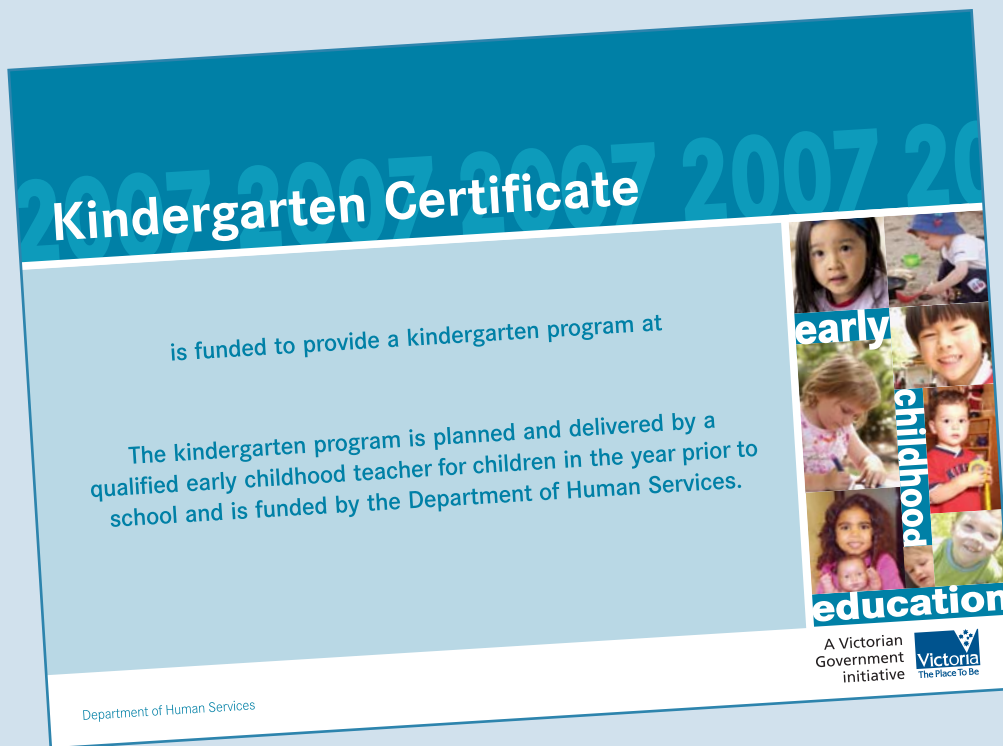 2007 2007 2007 2007 20
Kindergarten Certificate
is funded to provide a kindergarten program at
The kindergarten program is planned and delivered by a
qualified early childhood teacher for children in the year prior to
school and is funded by the Department of Human Services.
early
childhood
education
A Victorian
Government
initiative
Victoria
The Place To Be
Department of Human Services